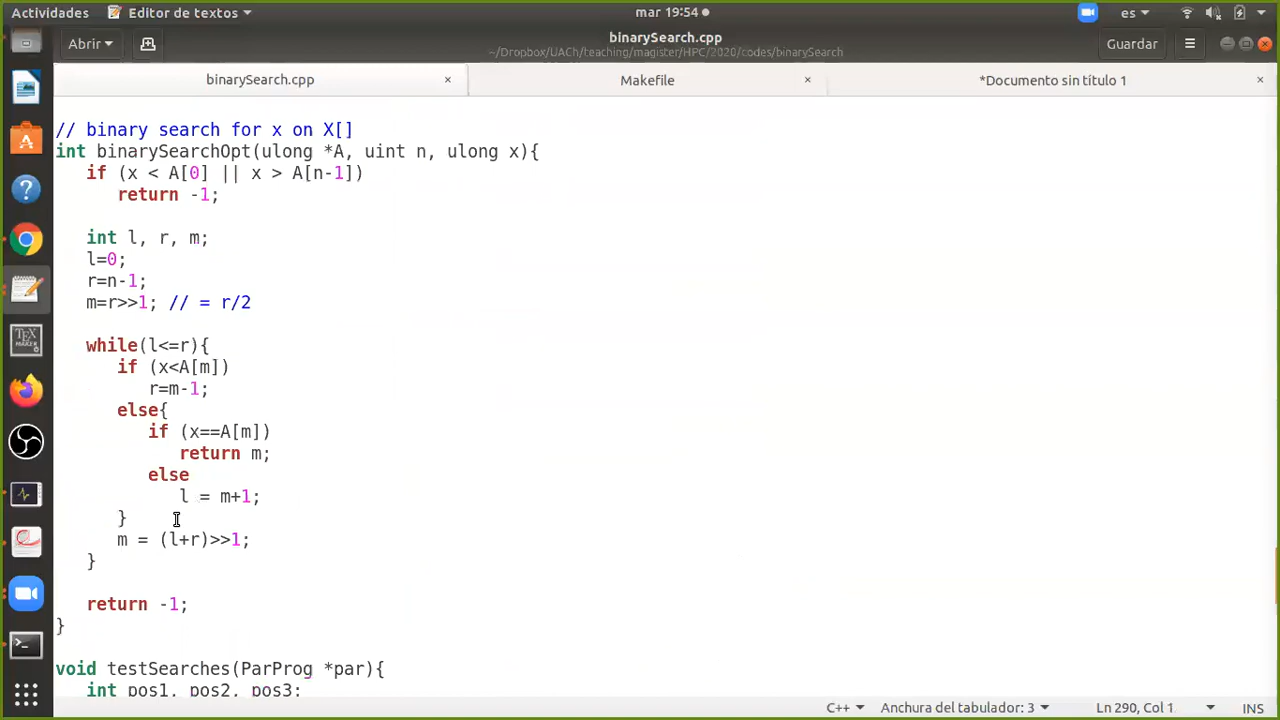 Actividades
Editor de textos
mar 19:54
es
Abrir
binarySearch.cpp
~/Dropbox/UACh/teaching/magister/HPC/2020/codes/binarySearch
Guardar
binarySearch.cpp
Makefile
*Documento sin título 1
// binary search for x on X[]
int binarySearchOpt(ulong *A, uint n, ulong x){
if (x < A[0] || x > A[n-1])
return -1;
int l, r, m;
l=0;
r=n-1;
m=r>>1; // = r/2
while(l<=r){
if (x<A[m])
r=m-1;
else{
if (x==A[m])
return m;
else
l = m+1;
}
m = (l+r)>>1;
}
return -1;
}
void testSearches(ParProg *par){
int pos1, pos2, pos3;
C++
Anchura del tabulador: 3
Ln 290, Col 1
INS